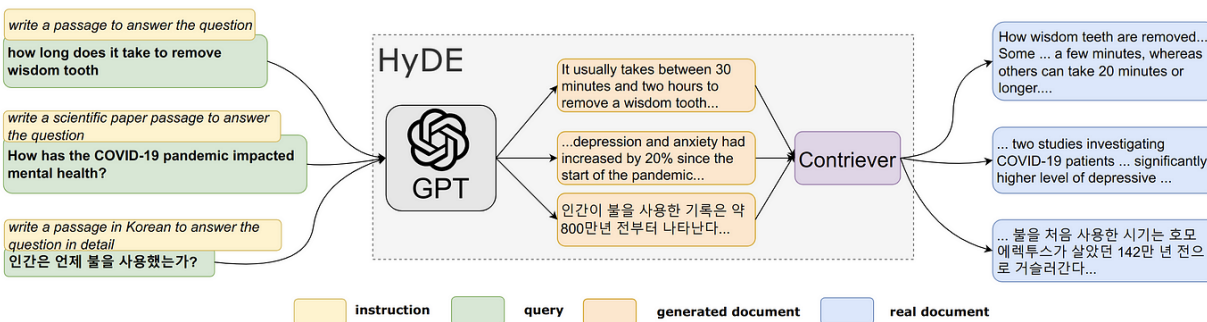 write a passage to answer the question
how long does it take to remove
wisdom tooth
write a scientific paper passage to answer
the question
How has the COVID-19 pandemic impacted
mental health?
write a passage in Korean to answer the
question in detail
인간은 언제 불을 사용했는가?
HyDE
GPT
It usually takes between 30
minutes and two hours to
remove a wisdom tooth...
...depression and anxiety had
increased by 20% since the
start of the pandemic...
인간이 불을 사용한 기록은 약
800만년 전부터 나타난다...
Contriever
How wisdom teeth are removed...
Some ... a few minutes, whereas
others can take 20 minutes or
longer....
... two studies investigating
COVID-19 patients ... significantly
higher level of depressive ...
... 불을 처음 사용한 시기는 호모
에렉투스가 살았던 142만 년 전으
로 거슬러간다...
instruction
query
generated document
real document